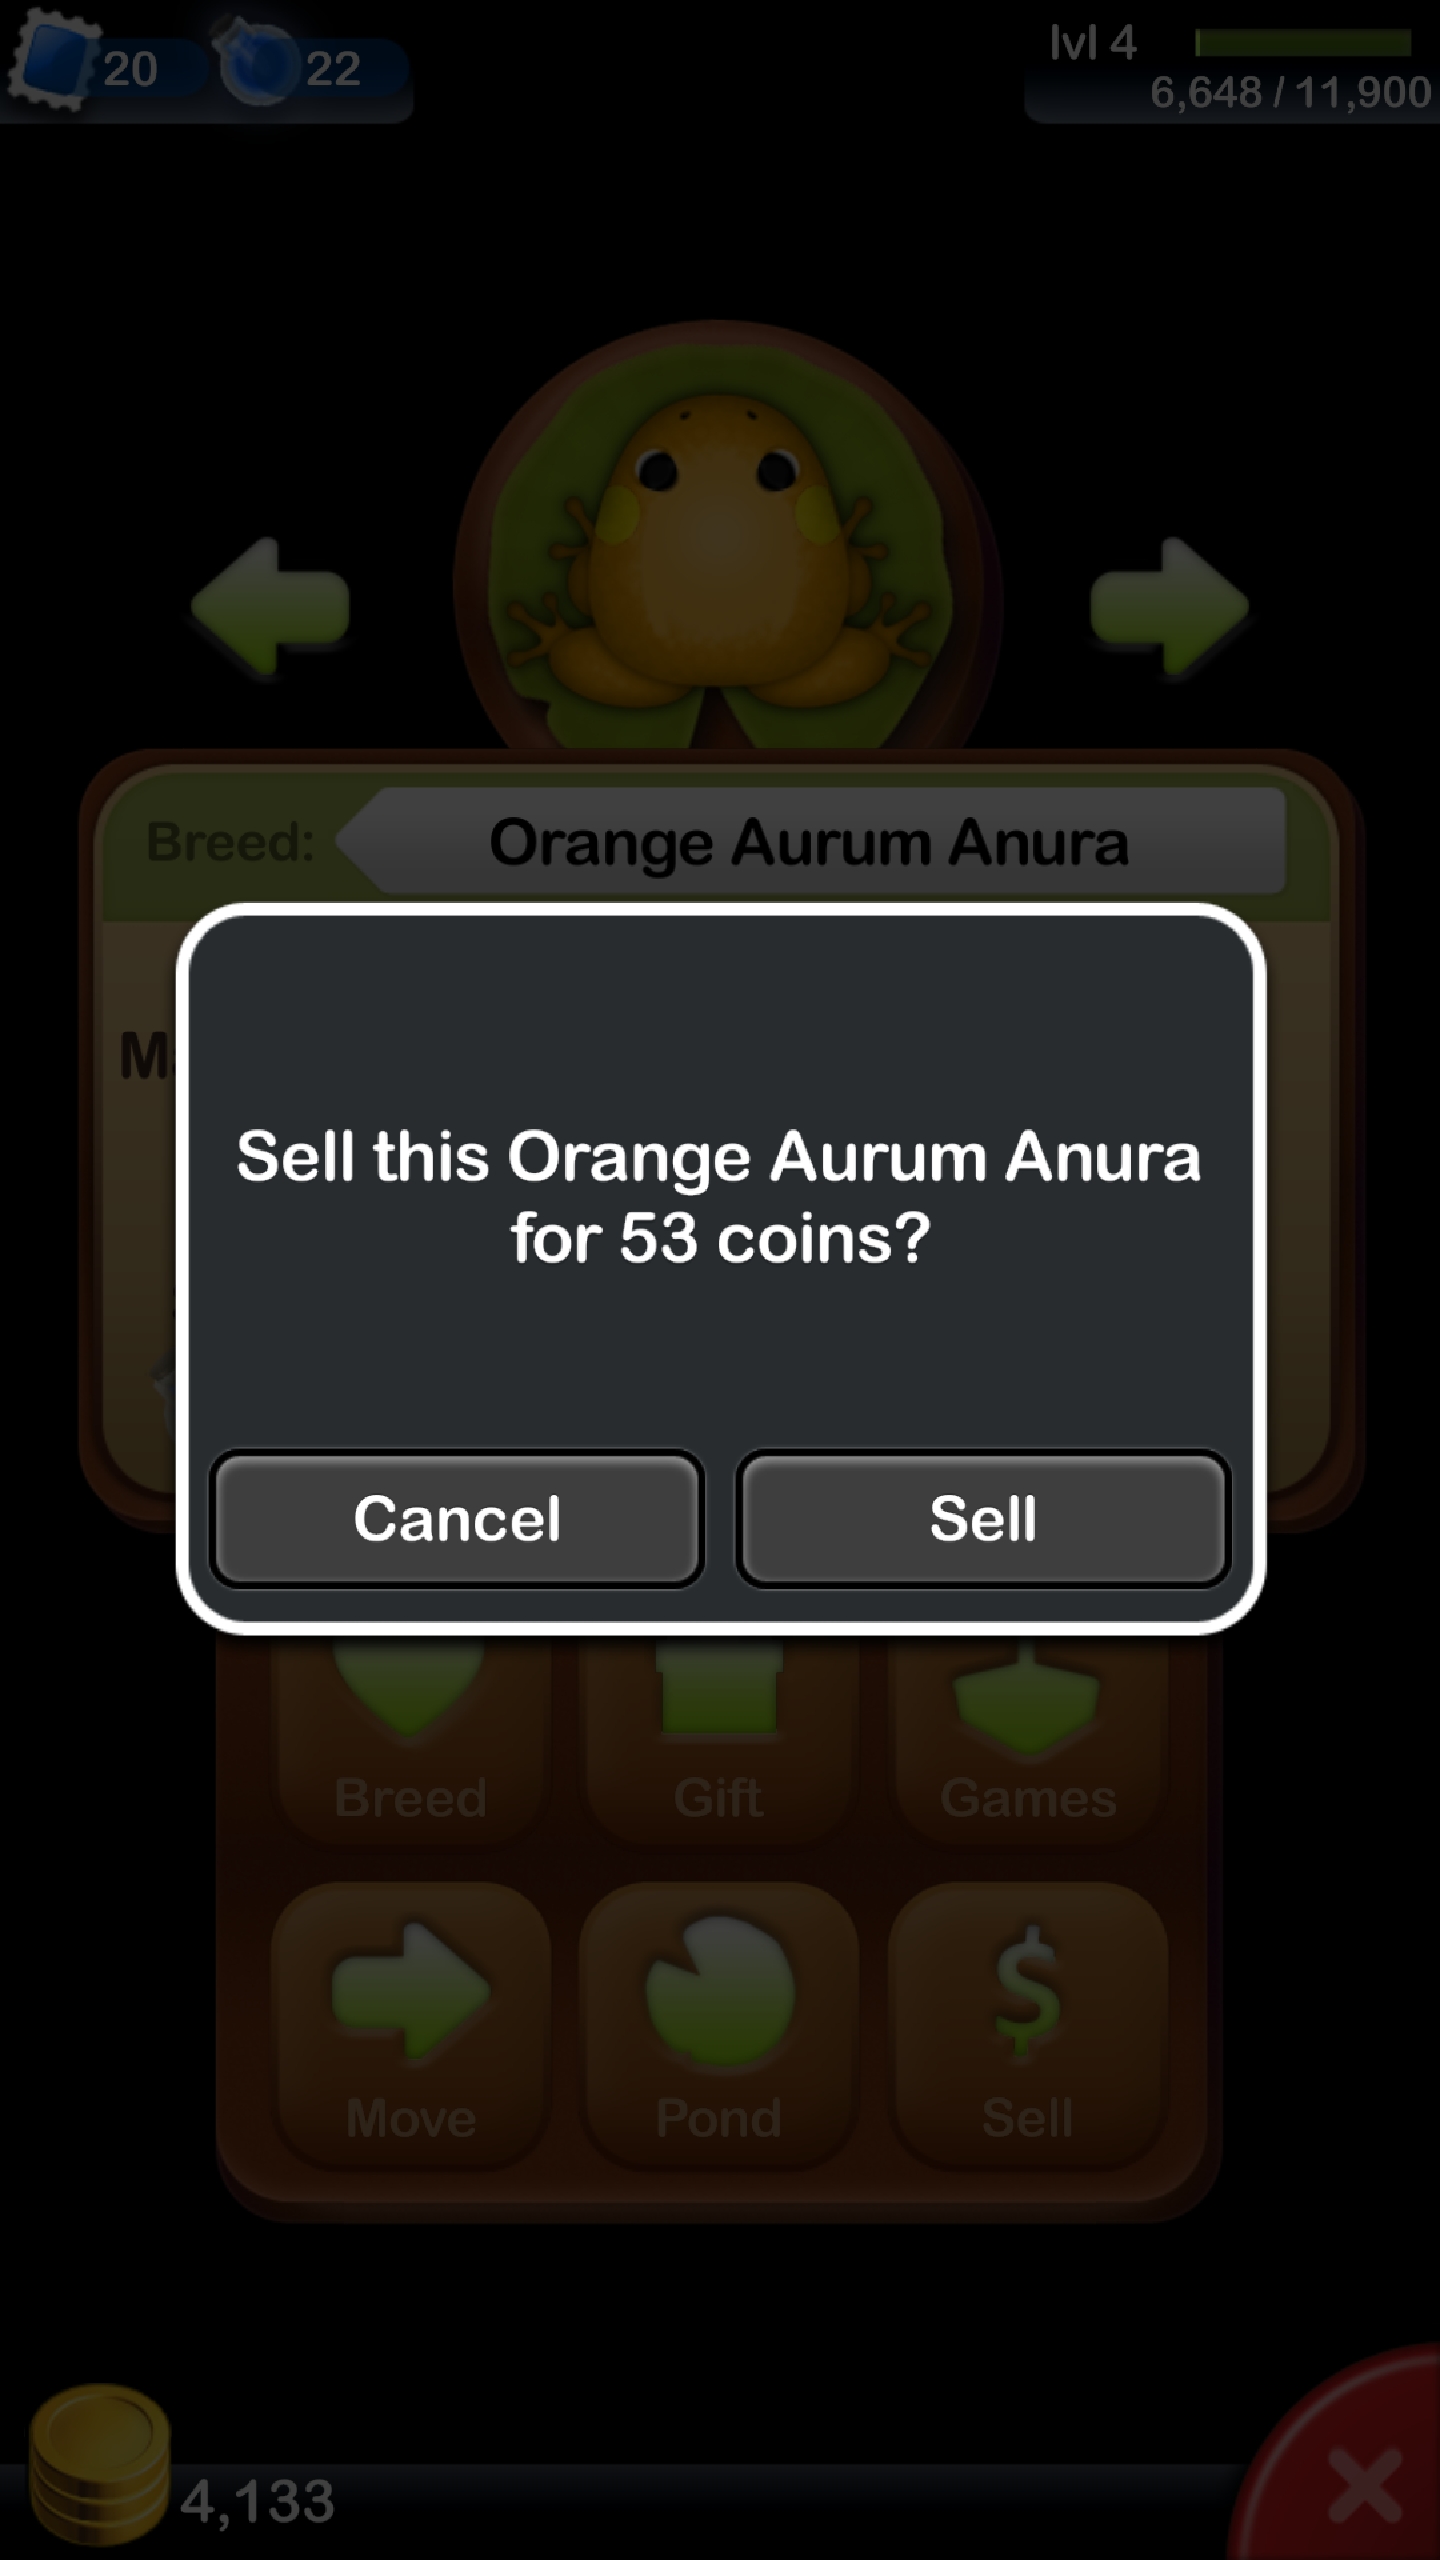 20
22
lvl 4
6,648 / 11,900
Breed:
Orange Aurum Anura
Sell this Orange Aurum Anura
for 53 coins?
Cancel
Sell
Breed
Gift
Games
Move
Pond
Sell
4,133